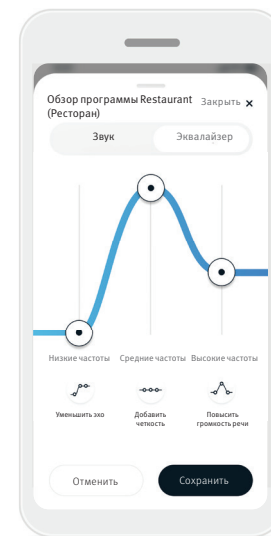 Обзор программы Restaurant
(Ресторан)
Закрыть ×
Звук
Эквалайзер
Низкие частоты
Средние частоты
Высокие частоты
Уменьшить эхо
Добавить
четкость
Повысить
громкость речи
Отменить
Сохранить